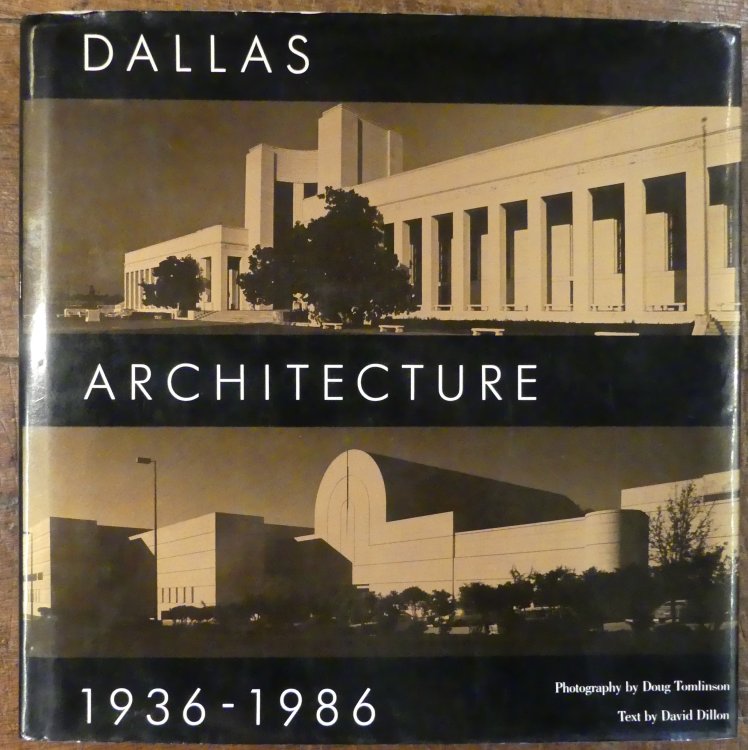 DALLAS
ARCHITECTURE
1936-1986
Photography by Doug Tomlinson
Text by David Dillon